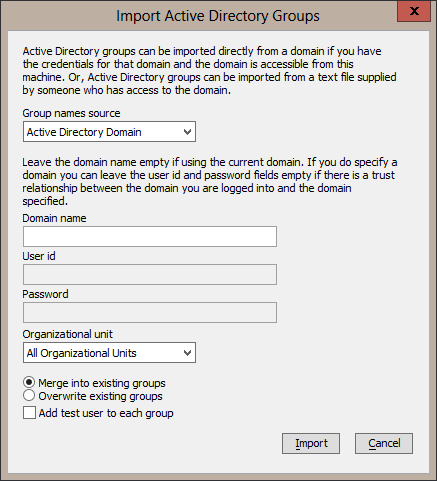 Import Active Directory Groups
x
Active Directory groups can be imported directly from a domain if you have
the credentials for that domain and the domain is accessible from this
machine. Or, Active Directory groups can be imported from a text file supplied
by someone who has access to the domain.
Group names source
Active Directory Domain
Leave the domain name empty if using the current domain. If you do specify a
domain you can leave the user id and password fields empty if there is a trust
relationship between the domain you are logged into and the domain
specified.
Domain name
User id
Password
Organizational unit
All Organizational Units
Merge into existing groups
Overwrite existing groups
Add test user to each group
Import Cancel